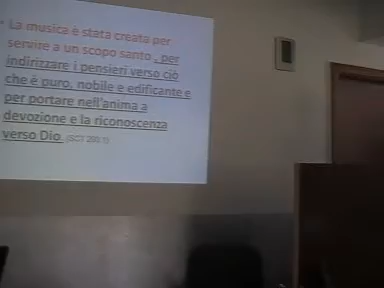 • La musica è stata creata per
servire a un scopo santo , per
indirizzare i pensieri verso ciò
che è puro, nobile e edificante e
per portare nell'anima a
devozione e la riconoscenza
verso Dio.